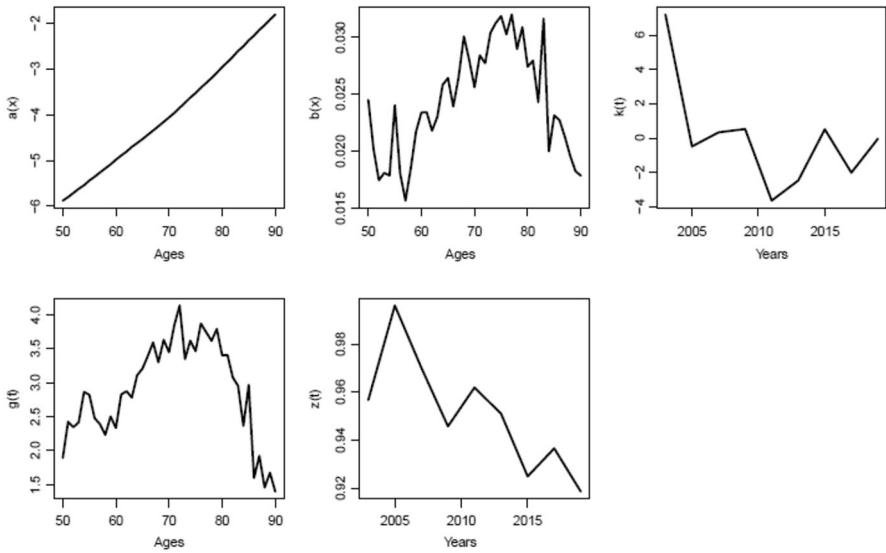 a(x)
-2
-3
-4
-5
-6
50 60 70 80 90
Ages
b(x)
0.030
0.025
0.020
0.015
50 60 70 80 90
Ages
k(t)
6
4
2
0
-2
-4
2005 2010 2015
Years
g(t)
4.0
3.5
3.0
2.5
2.0
1.5
50 60 70 80 90
Ages
z(t)
0.98
0.96
0.94
0.92
2005 2010 2015
Years